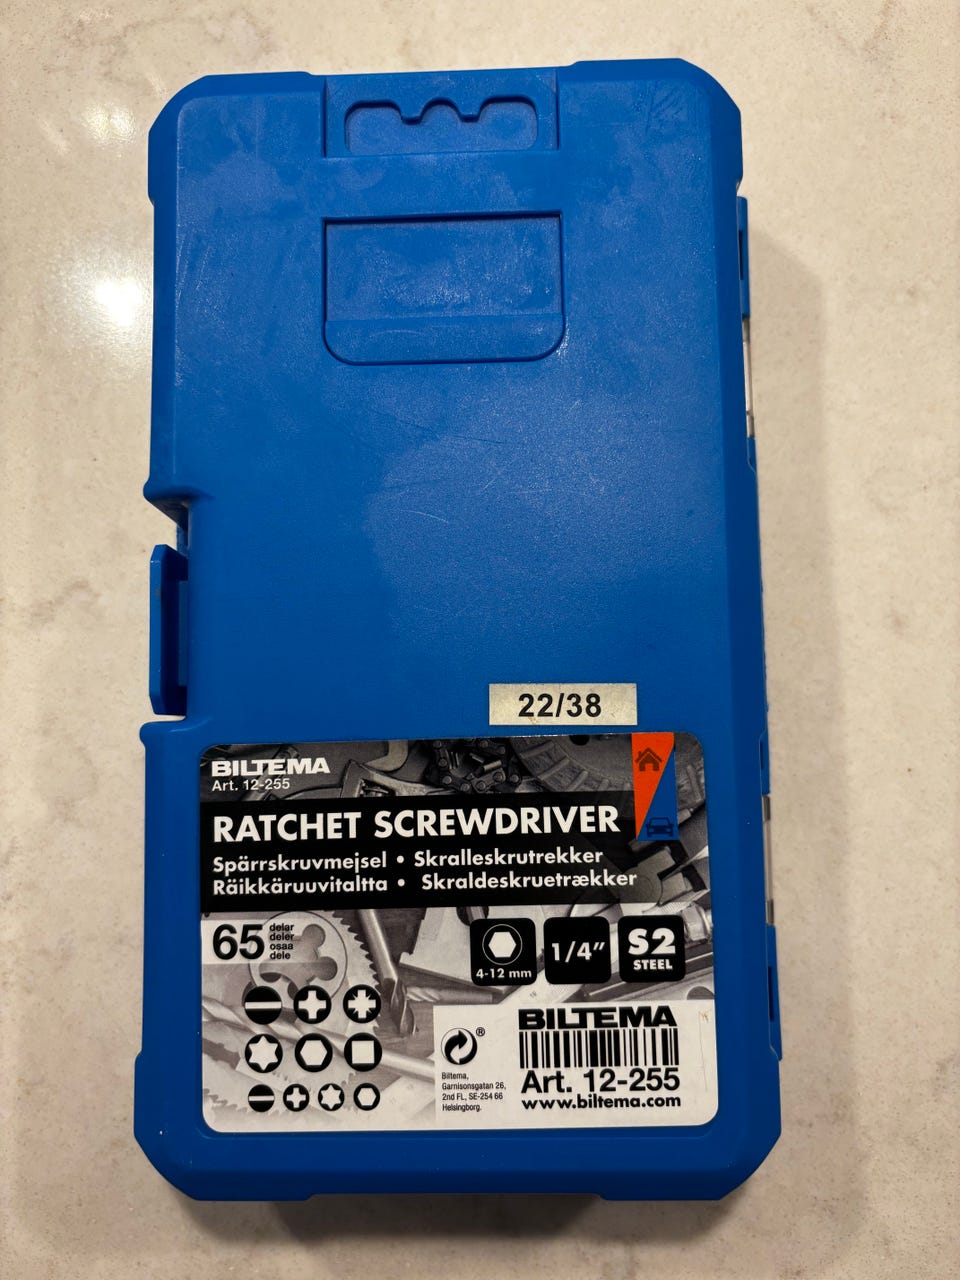 22/38
BILTEMA
Art. 12-255
RATCHET SCREWDRIVER
Spärrskruvmejsel • Skralleskrutrekker
Räikkäruuvitaltta • Skraldeskruetrækker
65 delar
deler
osaa
dele
4-12 mm
1/4”
S2
STEEL
®
Biltema,
Garnisonsgatan 26,
2nd FL, SE-254 66
Helsingborg.
BILTEMA
Art. 12-255
www.biltema.com